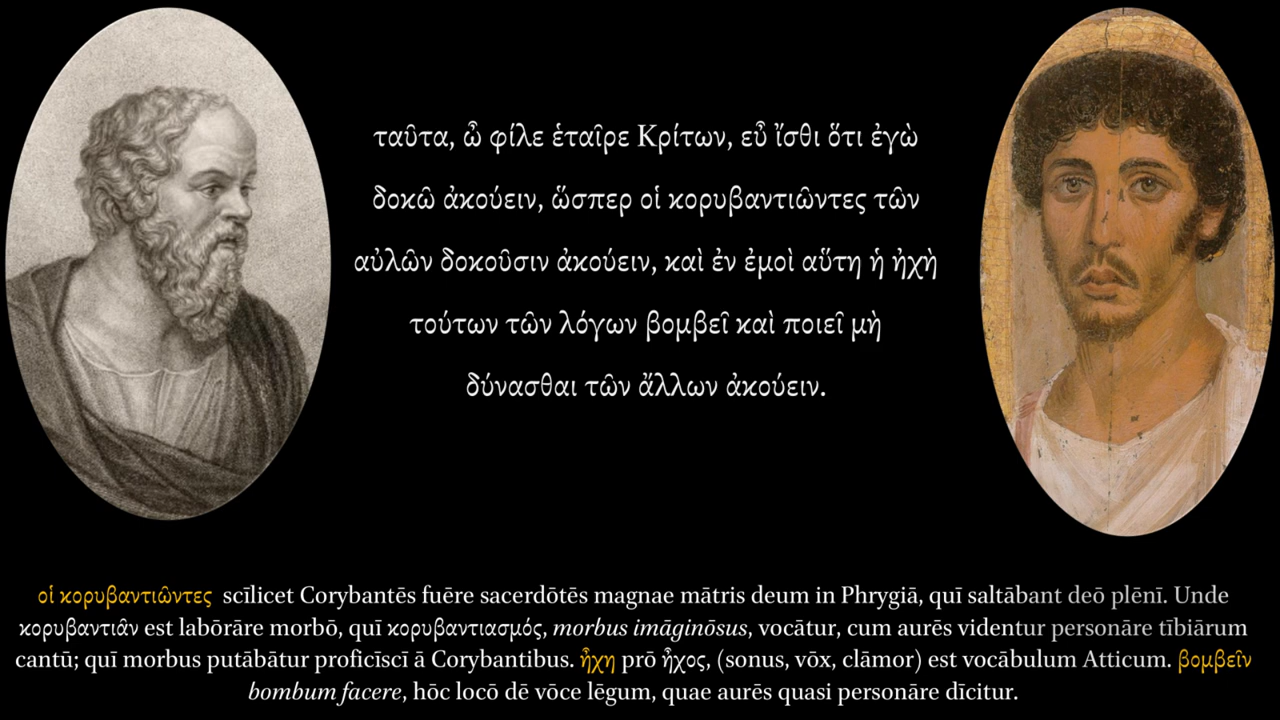 ταῦτα, ὦ φίλε ἑταῖρε Κρίτων, εὖ ἴσθι ὅτι ἐγὼ
δοκῶ ἀκούειν, ὥσπερ οἱ κορυβαντιῶντες τῶν
αὐλῶν δοκοῦσιν ἀκούειν, καὶ ἐν ἐμοὶ αὕτη ἡ ἠχὴ
τούτων τῶν λόγων βομβεῖ καὶ ποιεῖ μὴ
δύνασθαι τῶν ἄλλων ἀκούειν.
οἱ κορυβαντιῶντες scīlicet Corybantēs fuēre sacerdōtēs magnae mātris deum in Phrygiā, quī saltābant deō plēnī. Unde
κορυβαντιᾶν est labōrāre morbō, quī κορυβαντιασμός, morbus imāginōsus, vocātur, cum aurēs videntur personāre tībiārum
cantū; quī morbus putābātur proficīscī ā Corybantibus. ἦχη prō ἦχος, (sonus, vōx, clāmor) est vocābulum Atticum. βομβεῖν
bombum facere, hōc locō dē vōce lēgum, quae aurēs quasi personāre dīcitur.